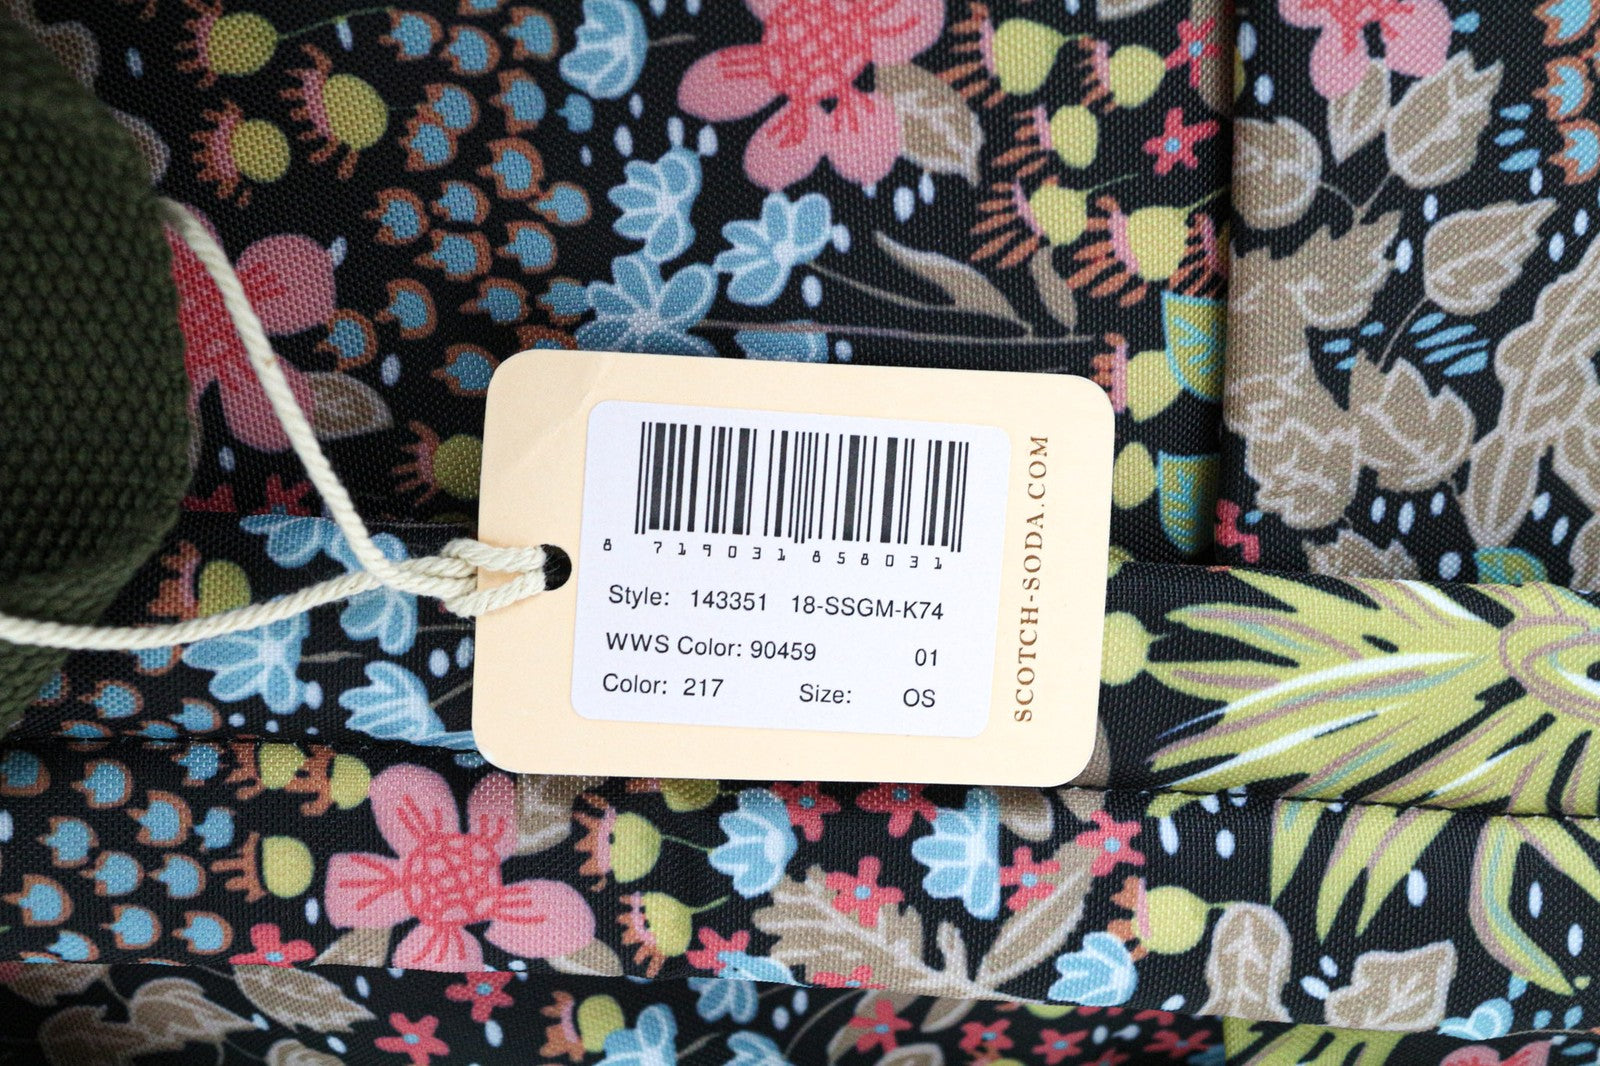 8 719031 858031
Style: 143351 18-SSGM-K74
WWS Color: 90459 01
Color: 217 Size: OS
SCOTCH-SODA.COM